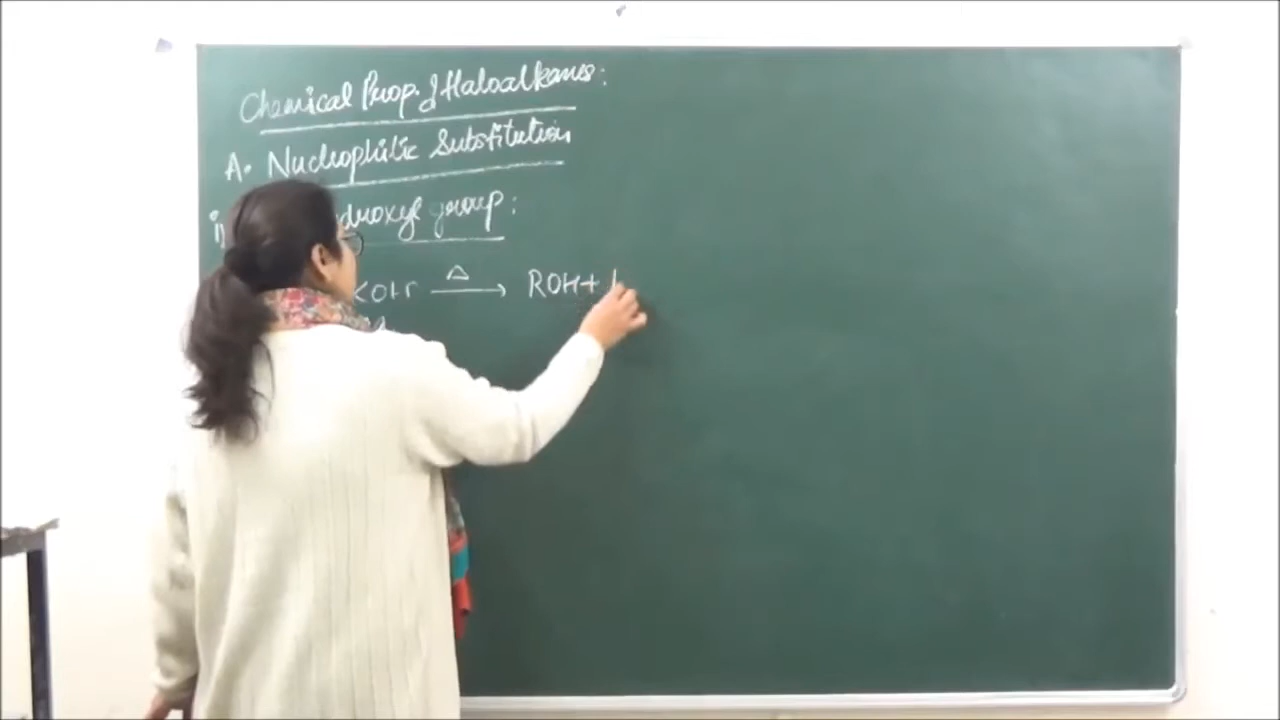 Chemical Prop. of Haloalkanes:
A. Nucleophilic Substitution
i) droxyl group:
KOH Δ → ROH +